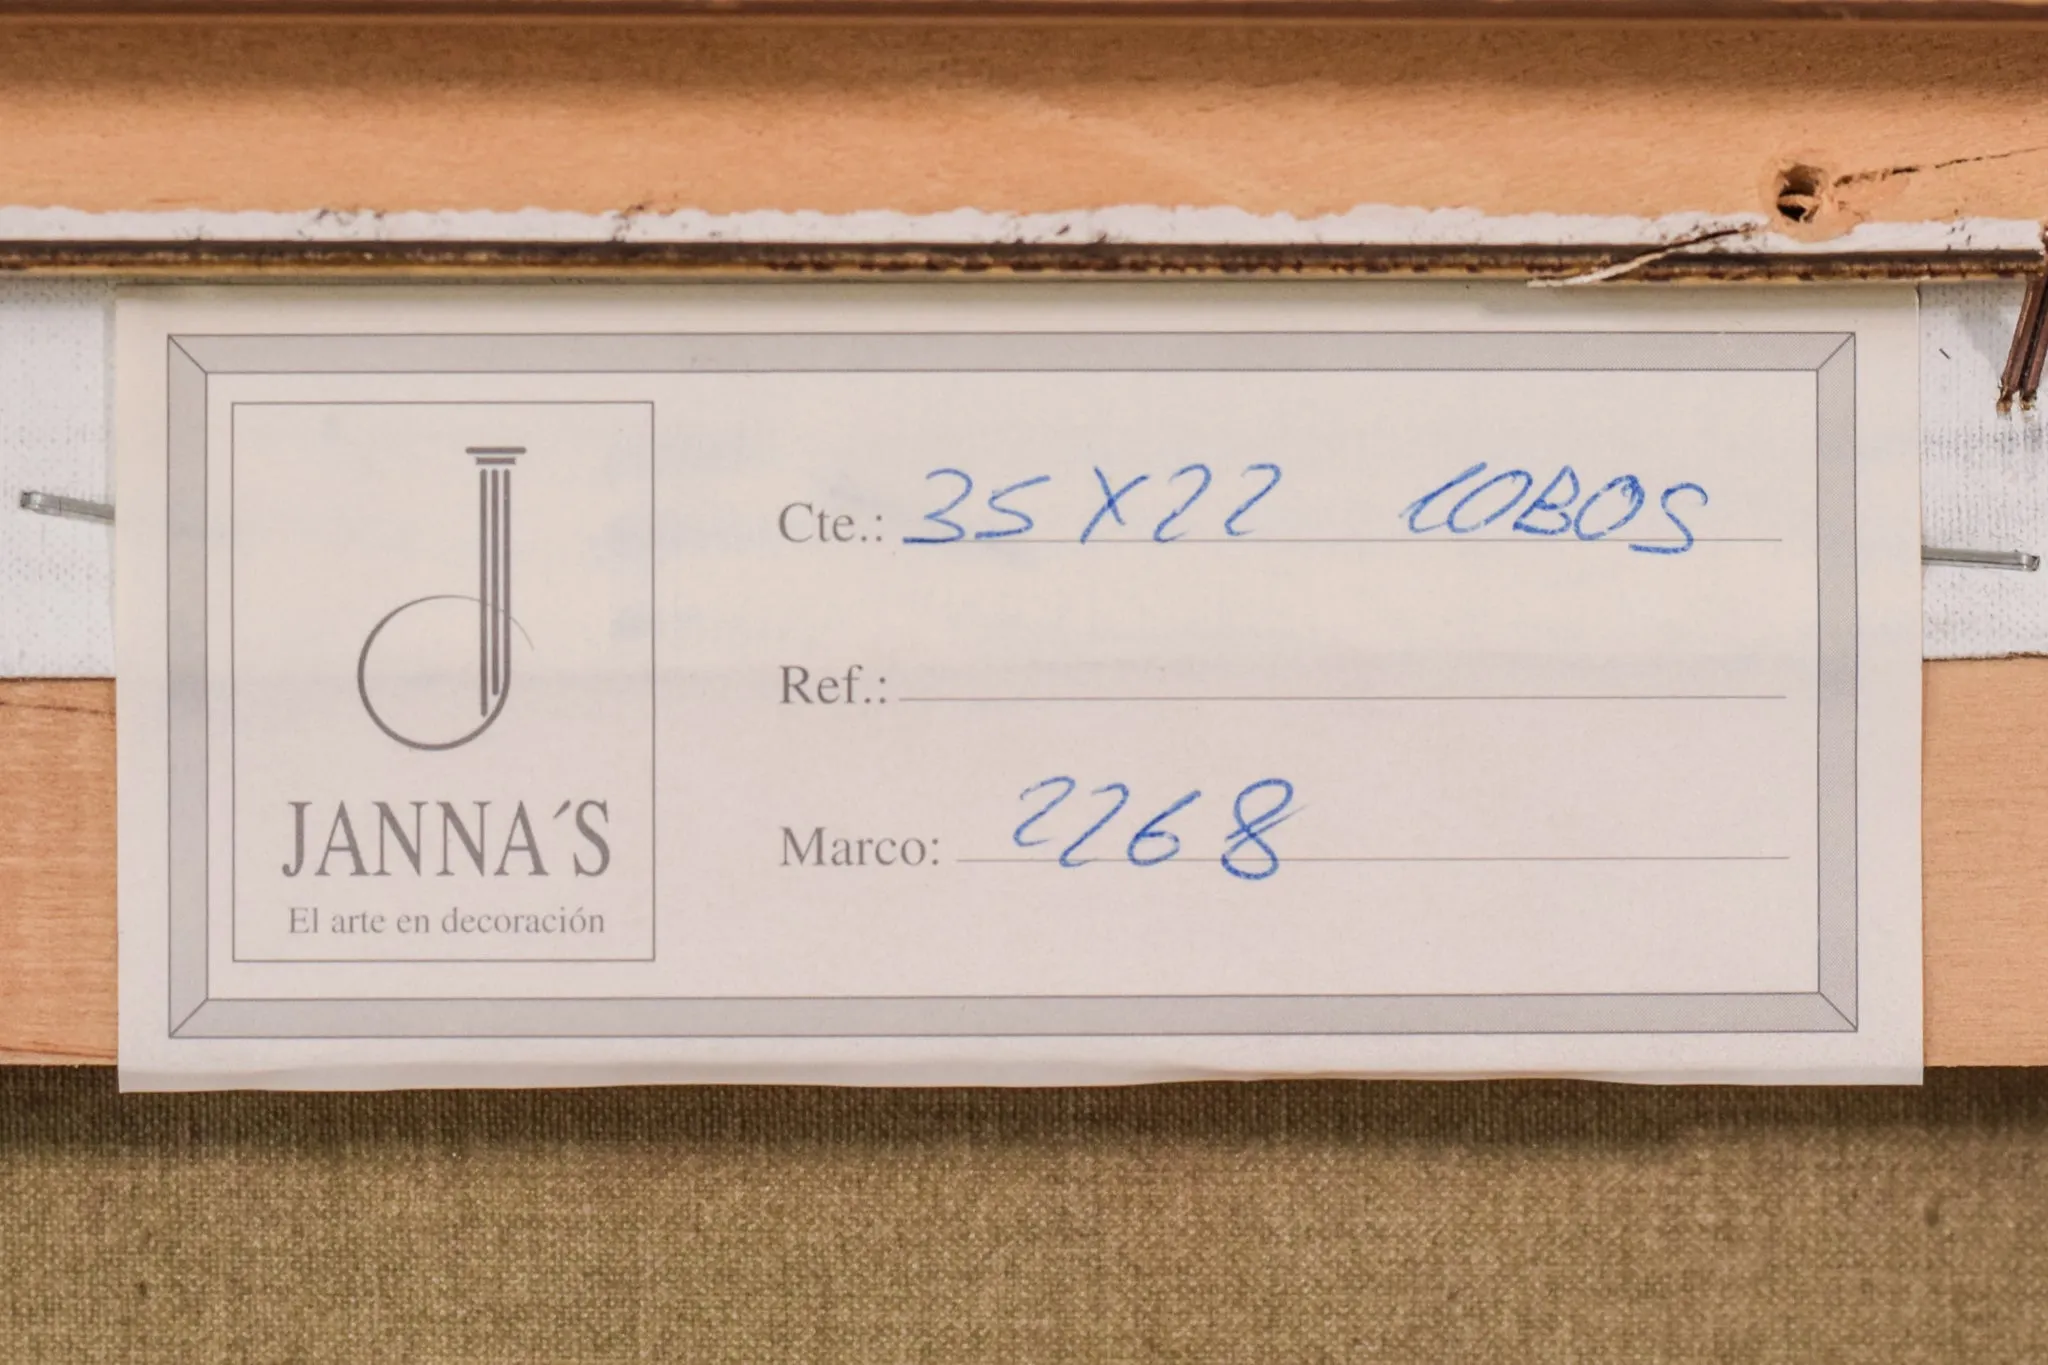 JANNA´S
El arte en decoración
Cte.: 35 X 22 LOBOS
Ref.:
Marco: 2268